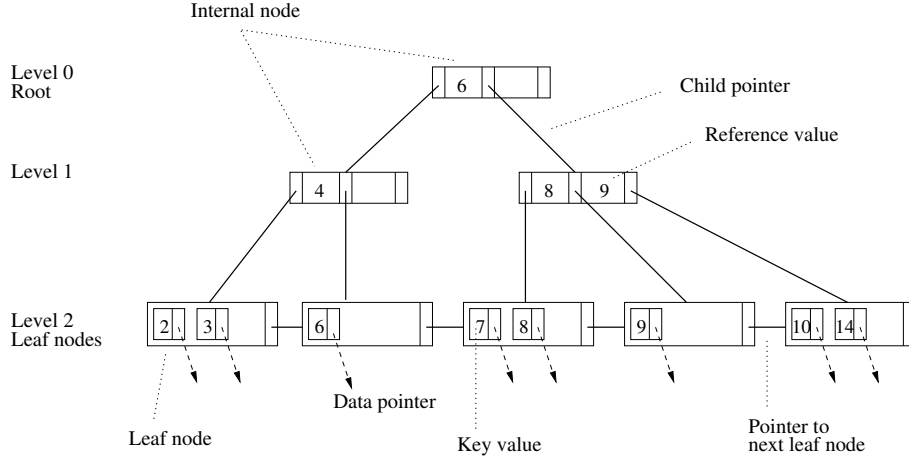 Internal node
Level 0
Root
6
Child pointer
Reference value
Level 1
4
8 9
Level 2
Leaf nodes
2 3 6 7 8 9 10 14
Data pointer
Leaf node
Key value
Pointer to
next leaf node